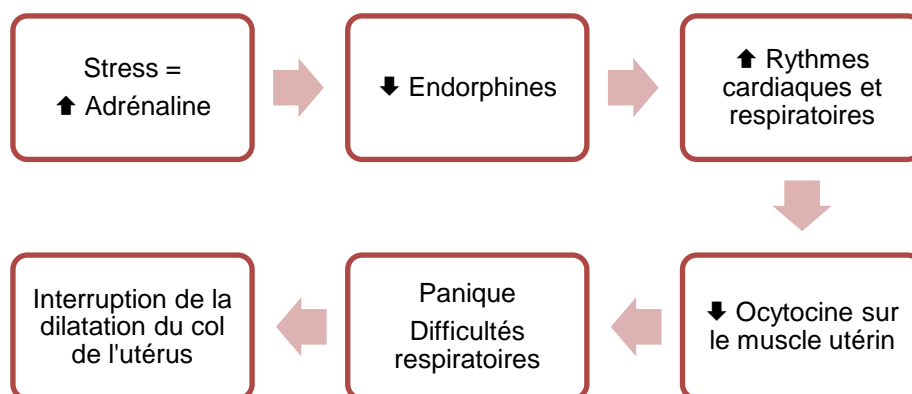 Stress =
🡅 Adrénaline
🡇 Endorphines
🡅 Rythmes
cardiaques et
respiratoires
🡇 Ocytocine sur
le muscle utérin
Panique
Difficultés
respiratoires
Interruption de la
dilatation du col
de l'utérus